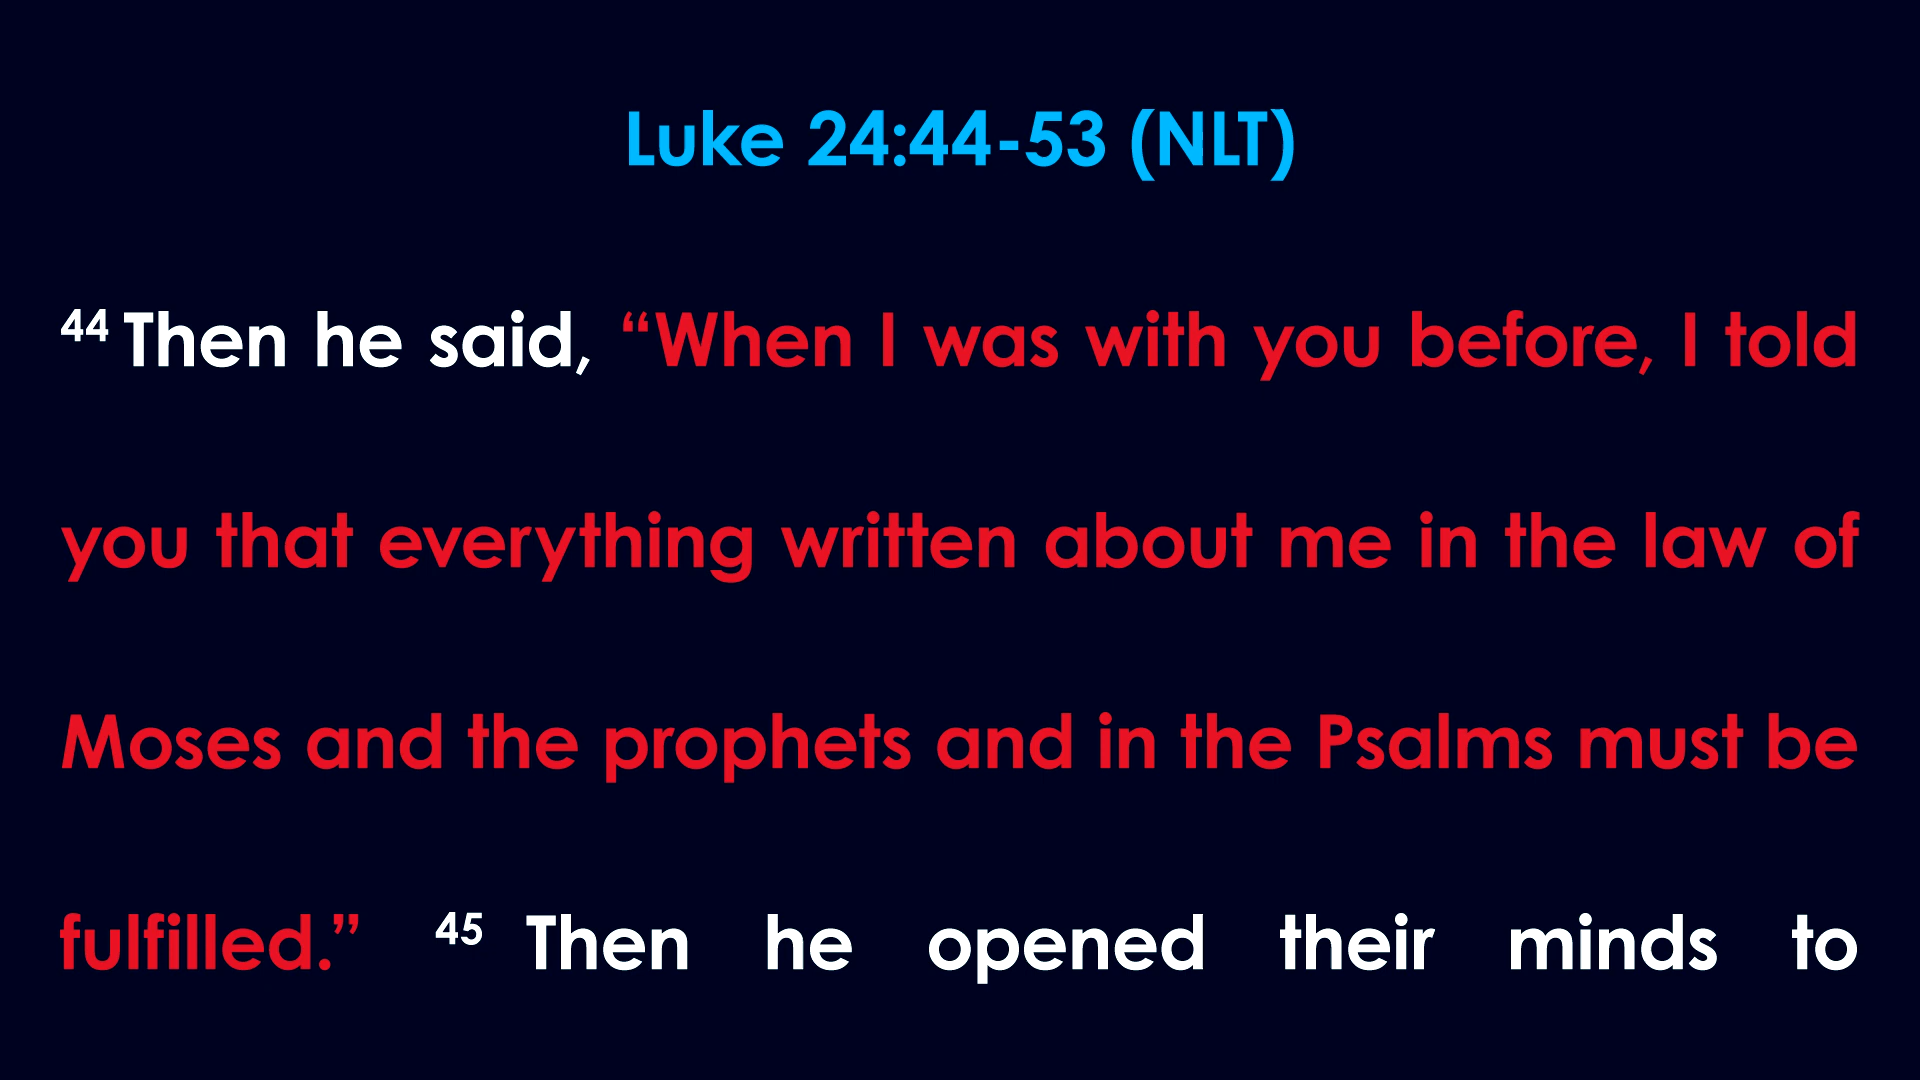 Luke 24:44-53 (NLT)
44 Then he said, “When I was with you before, I told
you that everything written about me in the law of
Moses and the prophets and in the Psalms must be
fulfilled.” 45 Then he opened their minds to